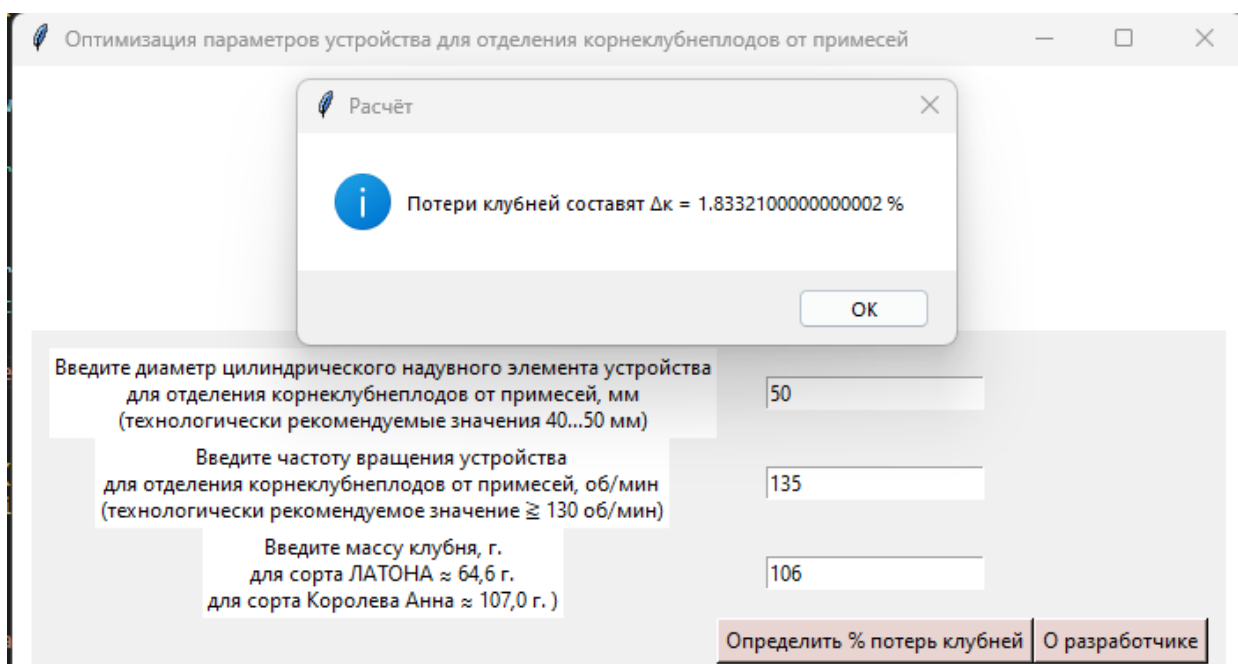 Оптимизация параметров устройства для отделения корнеклубнеплодов от примесей
Расчёт
Потери клубней составят Δк = 1.8332100000000002 %
ОК
Введите диаметр цилиндрического надувного элемента устройства
для отделения корнеклубнеплодов от примесей, мм
(технологически рекомендуемые значения 40...50 мм)
50
Введите частоту вращения устройства
для отделения корнеклубнеплодов от примесей, об/мин
(технологически рекомендуемое значение ≧ 130 об/мин)
135
Введите массу клубня, г.
для сорта ЛАТОНА ≈ 64,6 г.
для сорта Королева Анна ≈ 107,0 г. )
106
Определить % потерь клубней
О разработчике